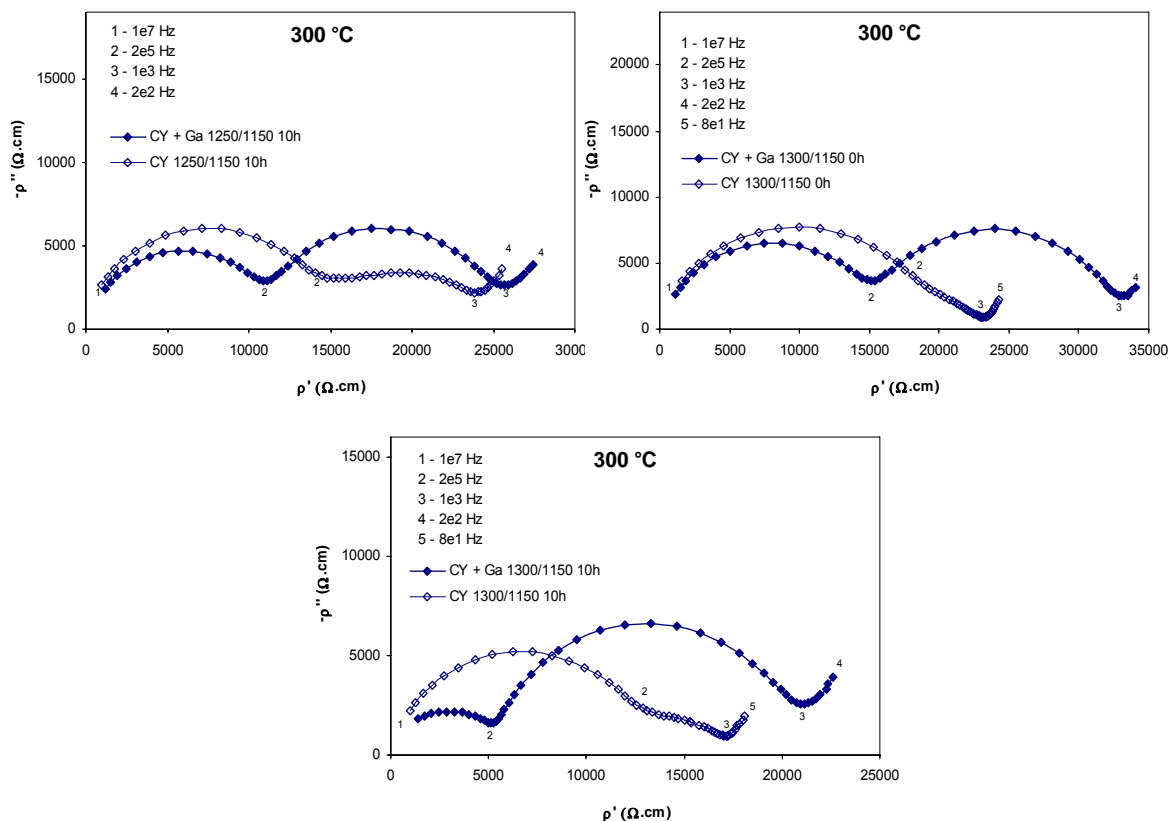 300 °C
1 - 1e7 Hz
2 - 2e5 Hz
3 - 1e3 Hz
4 - 2e2 Hz
CY + Ga 1250/1150 10h
CY 1250/1150 10h
-ρ" (Ω.cm)
15000
10000
5000
0
0 5000 10000 15000 20000 25000 3000
ρ' (Ω.cm)
1
2
2
3
3
4
4
300 °C
1 - 1e7 Hz
2 - 2e5 Hz
3 - 1e3 Hz
4 - 2e2 Hz
5 - 8e1 Hz
CY + Ga 1300/1150 0h
CY 1300/1150 0h
-ρ" (Ω.cm)
20000
15000
10000
5000
0
0 5000 10000 15000 20000 25000 30000 35000
ρ' (Ω.cm)
1
2
2
3
5
3
4
300 °C
1 - 1e7 Hz
2 - 2e5 Hz
3 - 1e3 Hz
4 - 2e2 Hz
5 - 8e1 Hz
CY + Ga 1300/1150 10h
CY 1300/1150 10h
-ρ" (Ω.cm)
15000
10000
5000
0
0 5000 10000 15000 20000 25000
ρ' (Ω.cm)
1
2
2
3
5
3
4